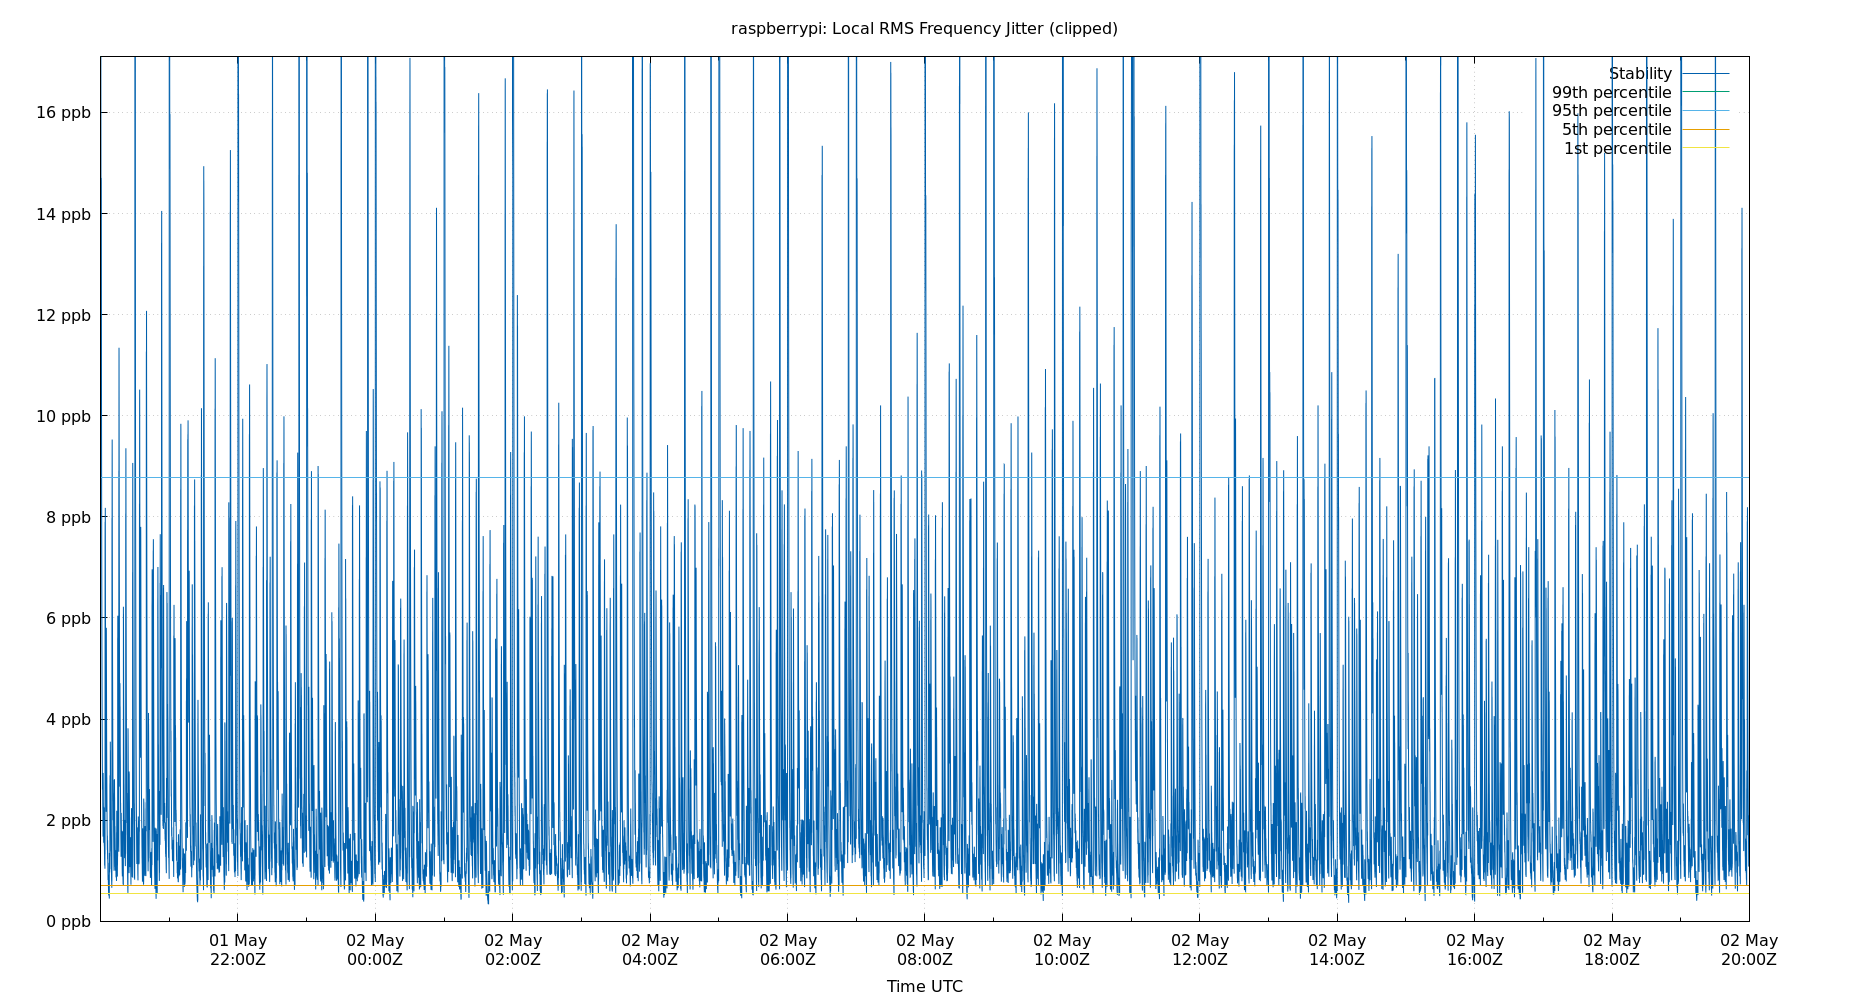 raspberrypi: Local RMS Frequency Jitter (clipped)
Stability
99th percentile
95th percentile
5th percentile
1st percentile
16 ppb
14 ppb
12 ppb
10 ppb
8 ppb
6 ppb
4 ppb
2 ppb
0 ppb
01 May 02 May 02 May 02 May 02 May 02 May 02 May 02 May 02 May 02 May 02 May 02 May
22:00Z 00:00Z 02:00Z 04:00Z 06:00Z 08:00Z 10:00Z 12:00Z 14:00Z 16:00Z 18:00Z 20:00Z
Time UTC